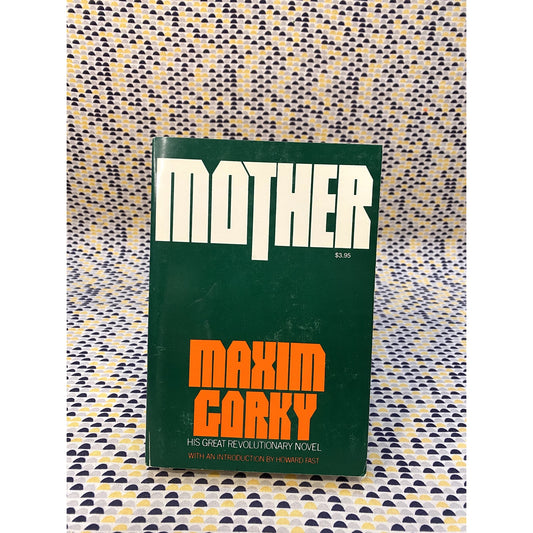 MOTHER
$3.95
MAXIM
GORKY
HIS GREAT REVOLUTIONARY NOVEL
WITH AN INTRODUCTION BY HOWARD FAST